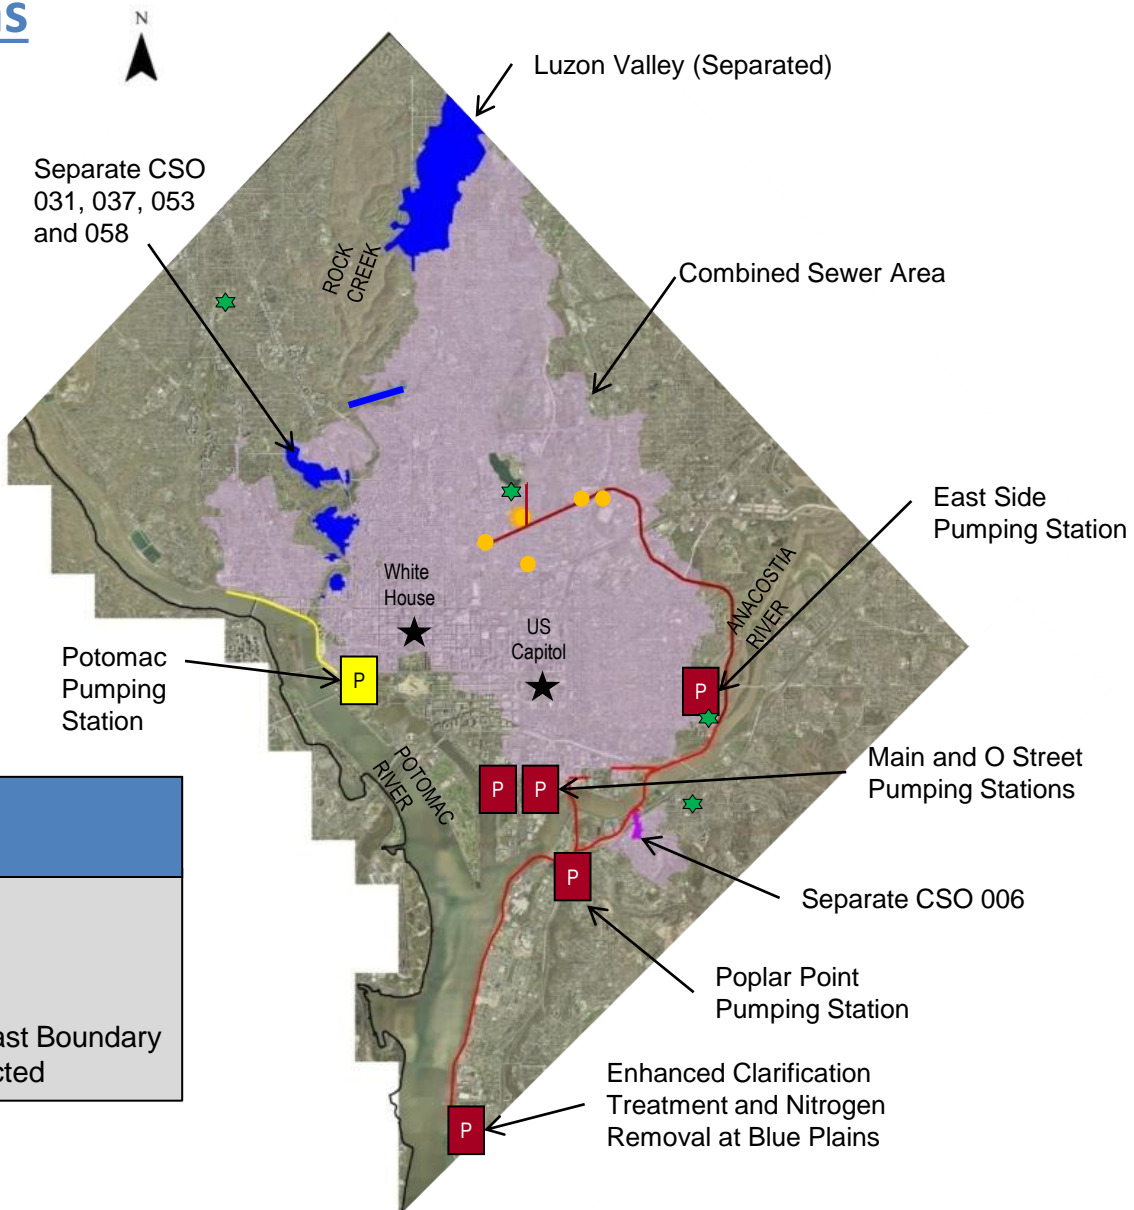 ns
N
Luzon Valley (Separated)
Separate CSO
031, 037, 053
and 058
ROCK
CREEK
Combined Sewer Area
East Side
Pumping Station
ANACOSTIA
RIVER
White
House
US
Capitol
Potomac
Pumping
Station
P
P
POTOMAC
RIVER
P
P
Main and O Street
Pumping Stations
P
Separate CSO 006
Poplar Point
Pumping Station
ast Boundary
cted
Enhanced Clarification
Treatment and Nitrogen
Removal at Blue Plains
P